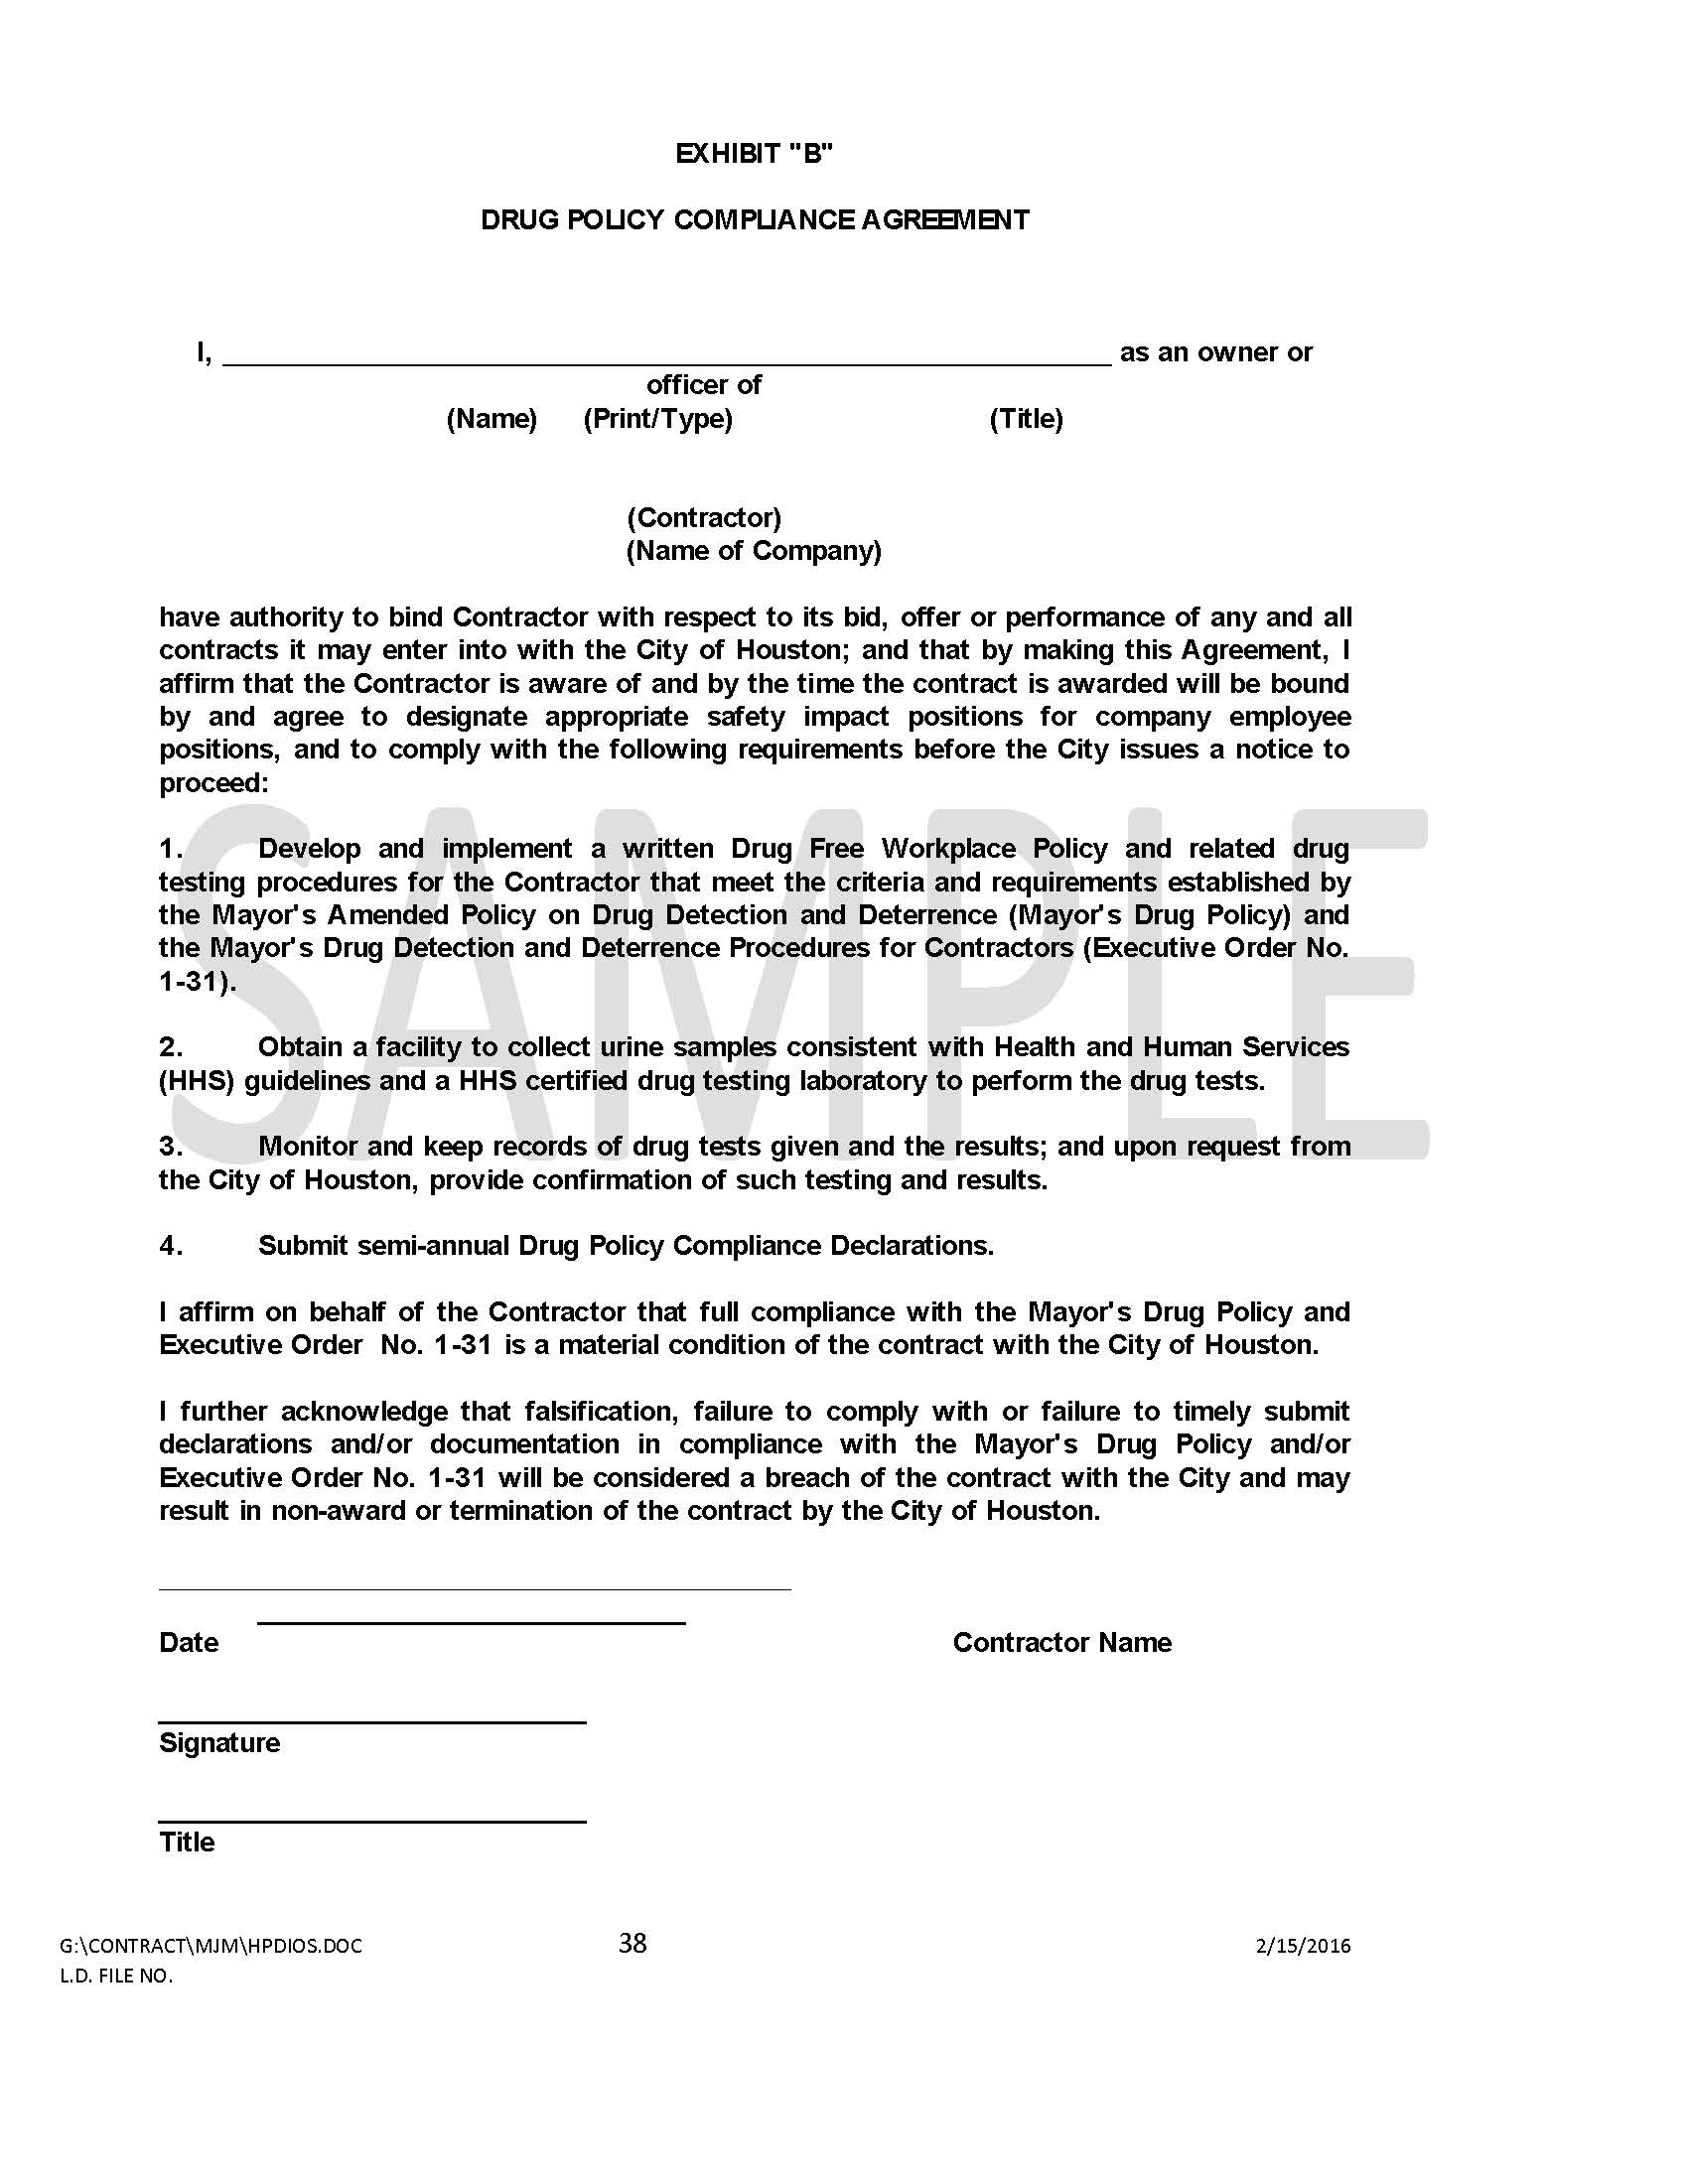 EXHIBIT "B"
DRUG POLICY COMPLIANCE AGREEMENT
I, ______________________________ as an owner or
officer of
(Name) (Print/Type) (Title)
(Contractor)
(Name of Company)
have authority to bind Contractor with respect to its bid, offer or performance of any and all
contracts it may enter into with the City of Houston; and that by making this Agreement, I
affirm that the Contractor is aware of and by the time the contract is awarded will be bound
by and agree to designate appropriate safety impact positions for company employee
positions, and to comply with the following requirements before the City issues a notice to
proceed:
SAMPLE
1. Develop and implement a written Drug Free Workplace Policy and related drug
testing procedures for the Contractor that meet the criteria and requirements established by
the Mayor's Amended Policy on Drug Detection and Deterrence (Mayor's Drug Policy) and
the Mayor's Drug Detection and Deterrence Procedures for Contractors (Executive Order No.
1-31).
2. Obtain a facility to collect urine samples consistent with Health and Human Services
(HHS) guidelines and a HHS certified drug testing laboratory to perform the drug tests.
3. Monitor and keep records of drug tests given and the results; and upon request from
the City of Houston, provide confirmation of such testing and results.
4. Submit semi-annual Drug Policy Compliance Declarations.
I affirm on behalf of the Contractor that full compliance with the Mayor's Drug Policy and
Executive Order No. 1-31 is a material condition of the contract with the City of Houston.
I further acknowledge that falsification, failure to comply with or failure to timely submit
declarations and/or documentation in compliance with the Mayor's Drug Policy and/or
Executive Order No. 1-31 will be considered a breach of the contract with the City and may
result in non-award or termination of the contract by the City of Houston.
Date Contractor Name
Signature
Title
G:\CONTRACT\MJM\HPDIOS.DOC 38 2/15/2016
L.D. FILE NO.